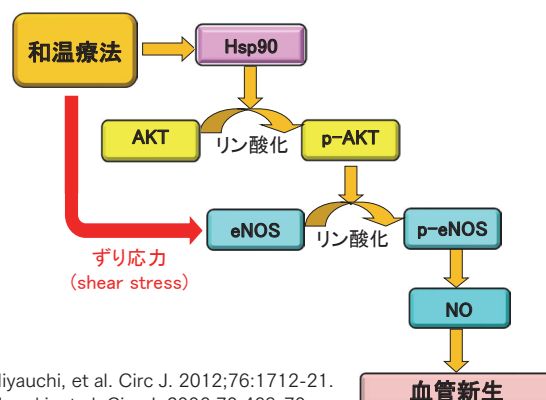 和温療法
Hsp90
AKT
リン酸化
p-AKT
eNOS
リン酸化
p-eNOS
ずり応力
(shear stress)
NO
iyauchi, et al. Circ J. 2012;76:1712-21.
血管新生